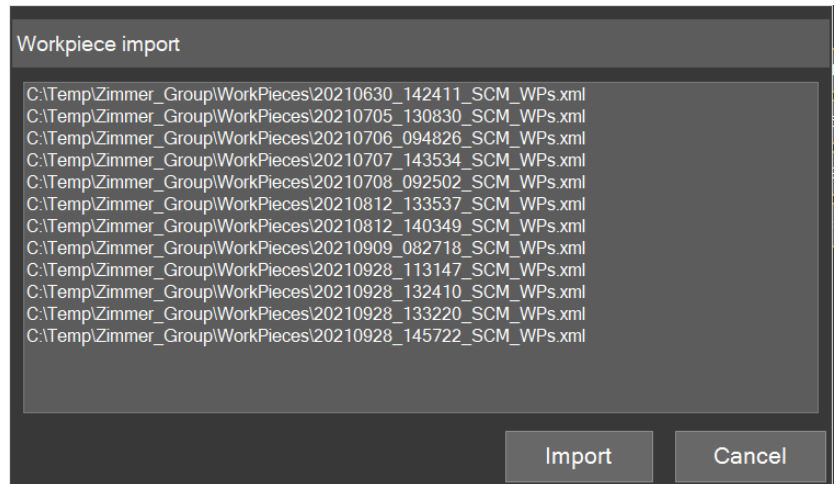 Workpiece import
C:\Temp\Zimmer_Group\WorkPieces\20210630_142411_SCM_WPs.xml
C:\Temp\Zimmer_Group\WorkPieces\20210705_130830_SCM_WPs.xml
C:\Temp\Zimmer_Group\WorkPieces\20210706_094826_SCM_WPs.xml
C:\Temp\Zimmer_Group\WorkPieces\20210707_143534_SCM_WPs.xml
C:\Temp\Zimmer_Group\WorkPieces\20210708_092502_SCM_WPs.xml
C:\Temp\Zimmer_Group\WorkPieces\20210812_133537_SCM_WPs.xml
C:\Temp\Zimmer_Group\WorkPieces\20210812_140349_SCM_WPs.xml
C:\Temp\Zimmer_Group\WorkPieces\20210909_082718_SCM_WPs.xml
C:\Temp\Zimmer_Group\WorkPieces\20210928_113147_SCM_WPs.xml
C:\Temp\Zimmer_Group\WorkPieces\20210928_132410_SCM_WPs.xml
C:\Temp\Zimmer_Group\WorkPieces\20210928_133220_SCM_WPs.xml
C:\Temp\Zimmer_Group\WorkPieces\20210928_145722_SCM_WPs.xml
Import Cancel